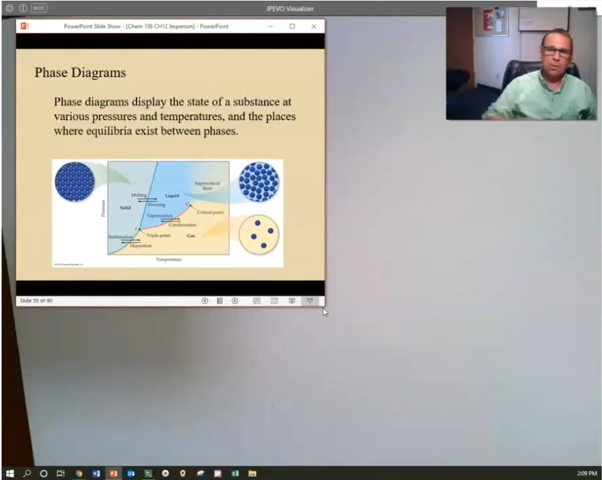 IPEVO Visualizer
PowerPoint Slide Show - [Chem 106 CH12 Jesperson] - PowerPoint
Phase Diagrams
Phase diagrams display the state of a substance at
various pressures and temperatures, and the places
where equilibria exist between phases.
Supercritical
fluid
Melting
Liquid
Solid
Freezing
Critical point
Vaporization
Condensation
Pressure
Sublimation
Triple point
Gas
Deposition
Temperature
Slide 55 of 90
2:09 PM